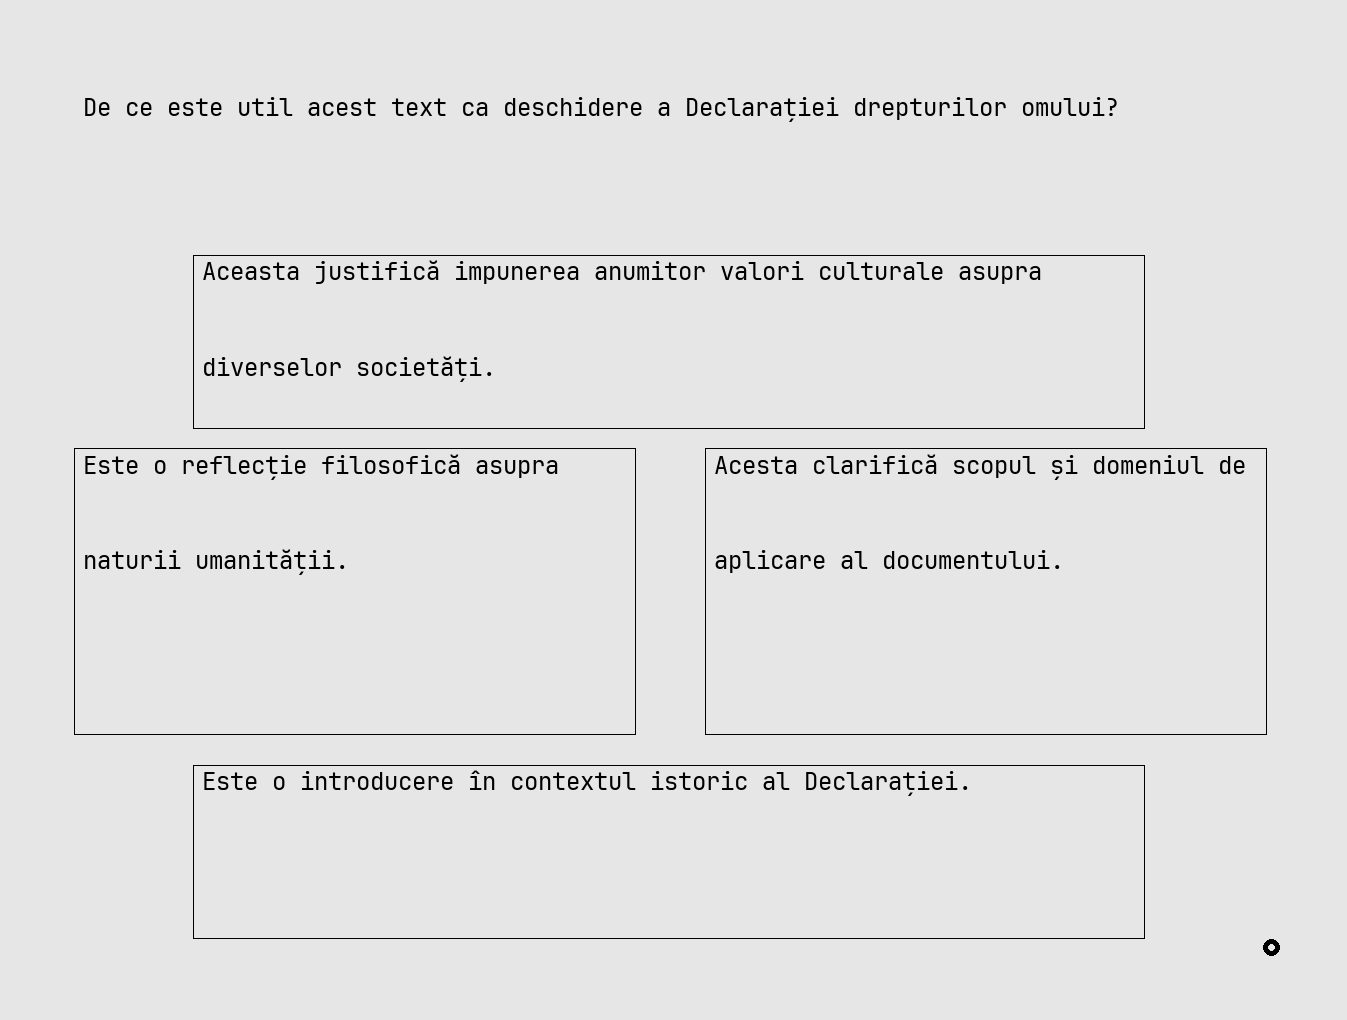 De ce este util acest text ca deschidere a Declarației drepturilor omului?
Aceasta justifică impunerea anumitor valori culturale asupra
diverselor societăți.
Este o reflecție filosofică asupra
naturii umanității.
Acesta clarifică scopul și domeniul de
aplicare al documentului.
Este o introducere în contextul istoric al Declarației.